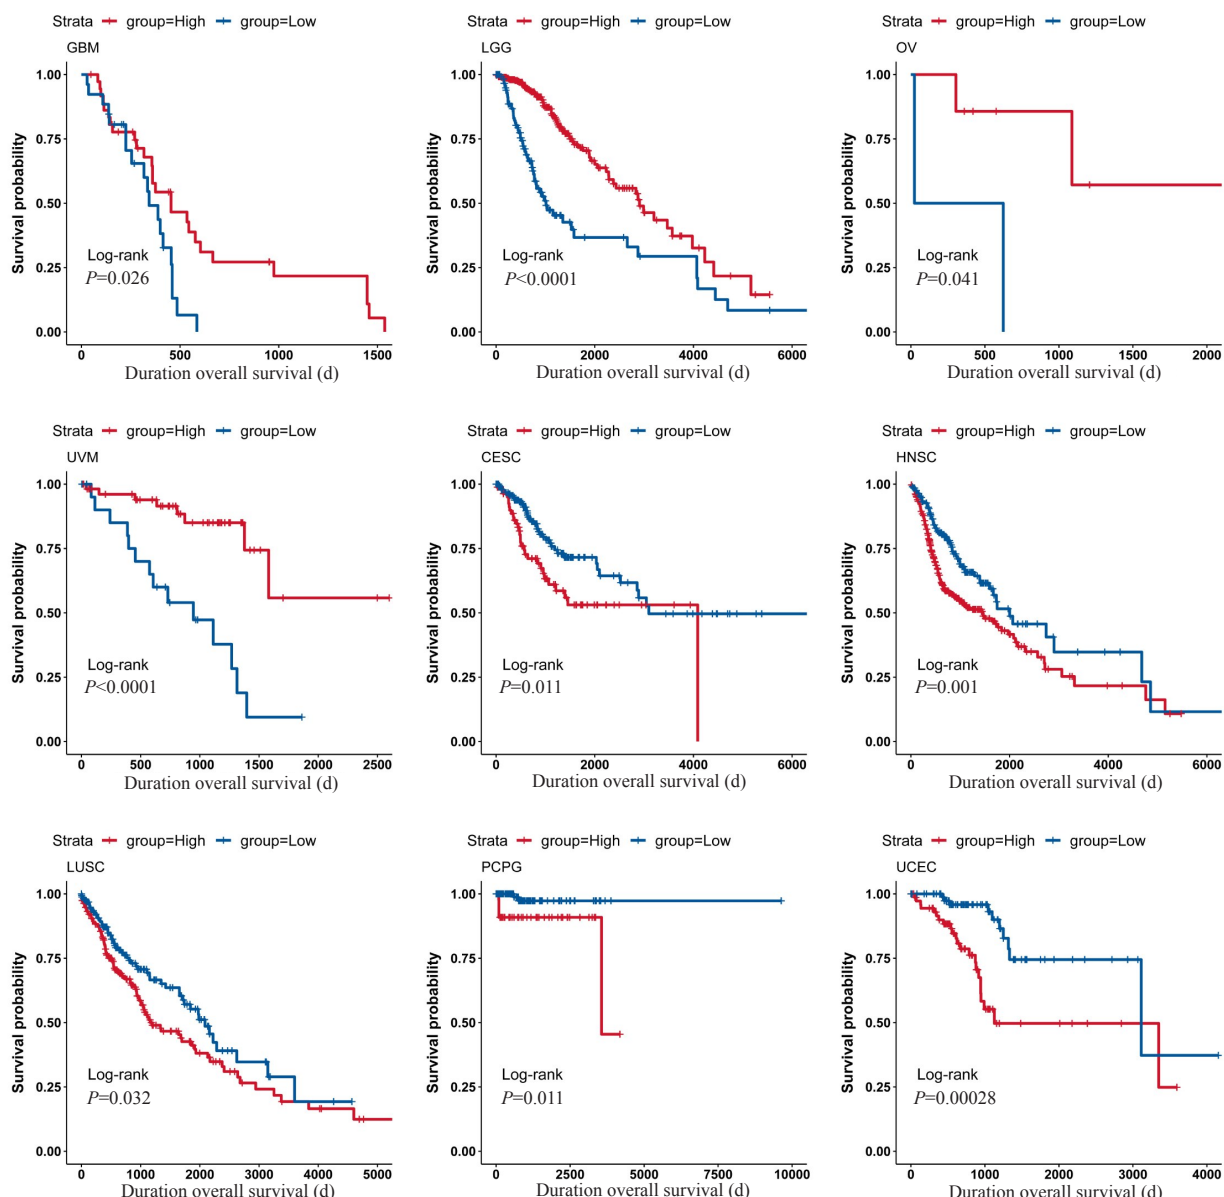 Strata group=High group=Low
GBM
Survival probability
1.00
0.75
0.50
0.25
0.00
Log-rank
P=0.026
0 500 1000 1500
Duration overall survival (d)
Strata group=High group=Low
LGG
Survival probability
1.00
0.75
0.50
0.25
0.00
Log-rank
P<0.0001
0 2000 4000 6000
Duration overall survival (d)
Strata group=High group=Low
OV
Survival probability
1.00
0.75
0.50
0.25
0.00
Log-rank
P=0.041
0 500 1000 1500 2000
Duration overall survival (d)
Strata group=High group=Low
UVM
Survival probability
1.00
0.75
0.50
0.25
0.00
Log-rank
P<0.0001
0 500 1000 1500 2000 2500
Duration overall survival (d)
Strata group=High group=Low
CESC
Survival probability
1.00
0.75
0.50
0.25
0.00
Log-rank
P=0.011
0 2000 4000 6000
Duration overall survival (d)
Strata group=High group=Low
HNSC
Survival probability
1.00
0.75
0.50
0.25
0.00
Log-rank
P=0.001
0 2000 4000 6000
Duration overall survival (d)
Strata group=High group=Low
LUSC
Survival probability
1.00
0.75
0.50
0.25
0.00
Log-rank
P=0.032
0 1000 2000 3000 4000 5000
Duration overall survival (d)
Strata group=High group=Low
PCPG
Survival probability
1.00
0.75
0.50
0.25
0.00
Log-rank
P=0.011
0 2500 5000 7500 10000
Duration overall survival (d)
Strata group=High group=Low
UCEC
Survival probability
1.00
0.75
0.50
0.25
0.00
Log-rank
P=0.00028
0 1000 2000 3000 4000
Duration overall survival (d)